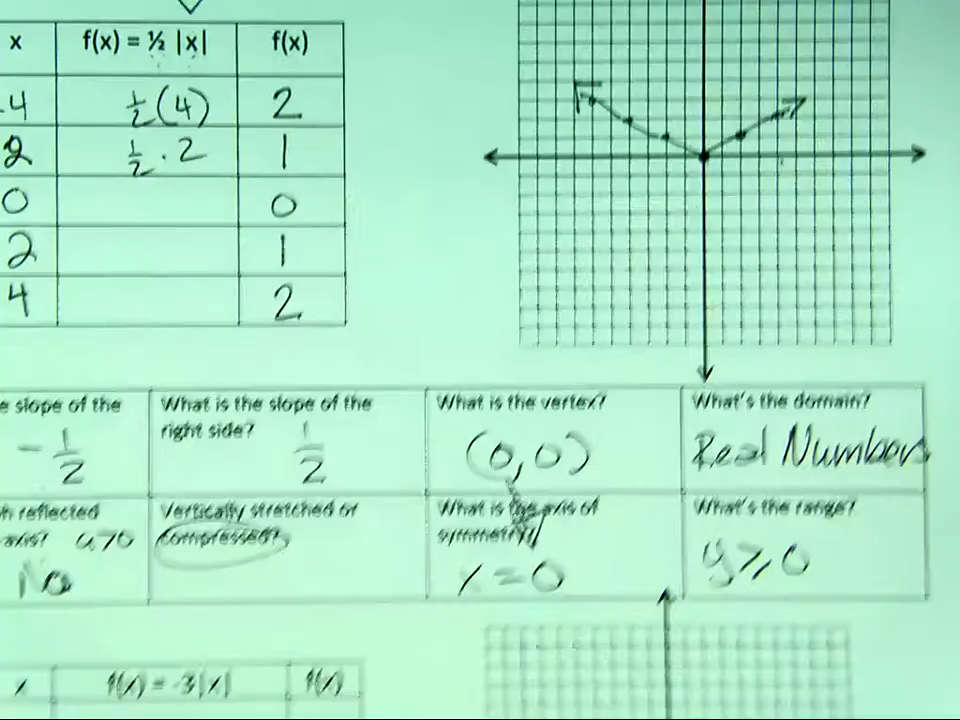 x f(x) = ½ |x| f(x)
-4 ½(4) 2
2 ½ · 2 1
0 0
2 1
4 2
slope of the
- 1/2
What is the slope of the
right side?
1/2
What is the vertex?
(0,0)
What's the domain?
Real Numbers
reflected
axis? a>0
No
Vertically stretched or
compressed?
What is the axis of
symmetry?
x = 0
What's the range?
y ≥ 0
x f(x) = -3|x| f(x)